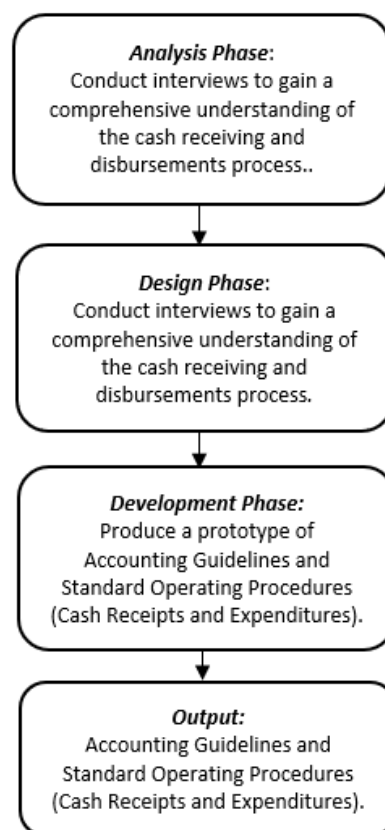 Analysis Phase:
Conduct interviews to gain a
comprehensive understanding of
the cash receiving and
disbursements process..
Design Phase:
Conduct interviews to gain a
comprehensive understanding of
the cash receiving and
disbursements process.
Development Phase:
Produce a prototype of
Accounting Guidelines and
Standard Operating Procedures
(Cash Receipts and Expenditures).
Output:
Accounting Guidelines and
Standard Operating Procedures
(Cash Receipts and Expenditures).